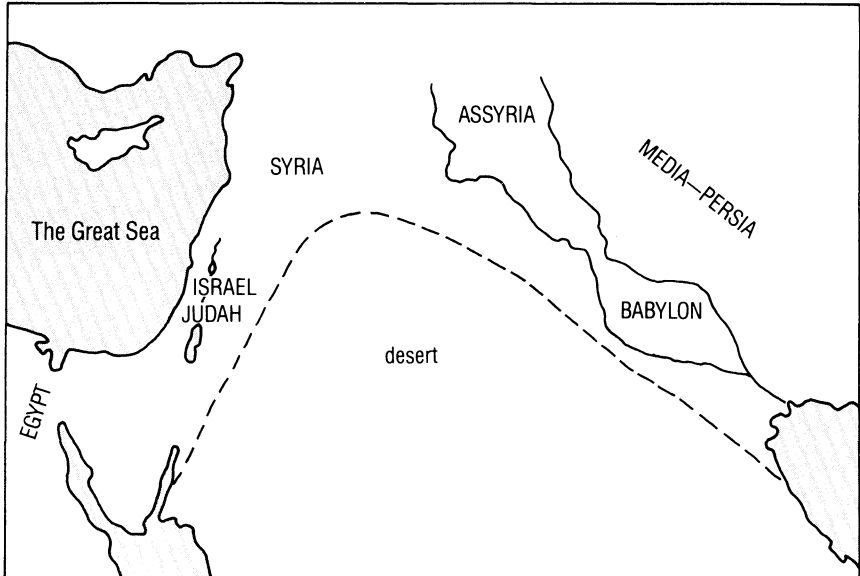 ASSYRIA
MEDIA—PERSIA
SYRIA
The Great Sea
ISRAEL
JUDAH
BABYLON
desert
EGYPT